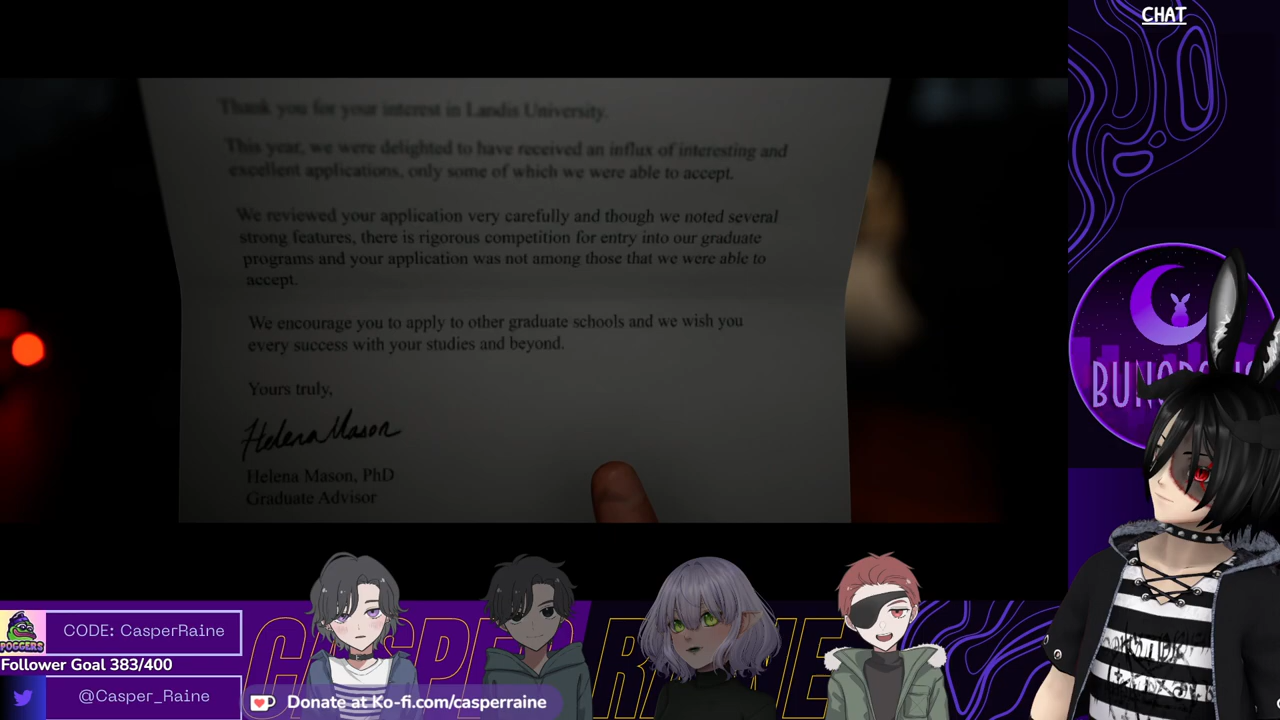 CHAT
Thank you for your interest in Landis University.
This year, we were delighted to have received an influx of interesting and
excellent applications, only some of which we were able to accept.
We reviewed your application very carefully and though we noted several
strong features, there is rigorous competition for entry into our graduate
programs and your application was not among those that we were able to
accept.
We encourage you to apply to other graduate schools and we wish you
every success with your studies and beyond.
Yours truly,
Helena Mason
Helena Mason, PhD
Graduate Advisor
POGGERS
CODE: CasperRaine
Follower Goal 383/400
@Casper_Raine
Donate at Ko-fi.com/casperraine